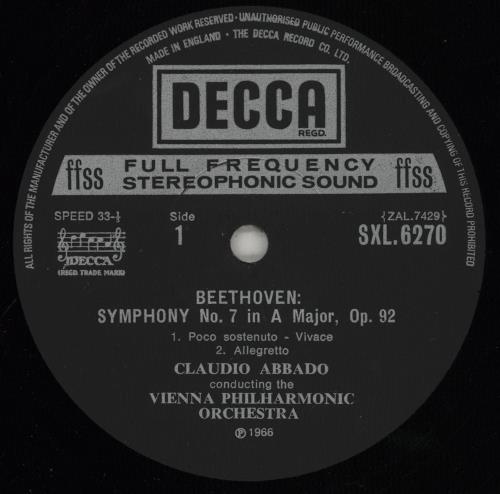 ALL RIGHTS OF THE MANUFACTURER AND OF THE OWNER OF THE RECORDED WORK RESERVED · UNAUTHORISED PUBLIC PERFORMANCE BROADCASTING AND COPYING OF THIS RECORD PROHIBITED
MADE IN ENGLAND · THE DECCA RECORD CO. LTD.
DECCA
REGD.
ffss FULL FREQUENCY ffss
STEREOPHONIC SOUND
SPEED 33-⅓ Side {ZAL.7429}
1 SXL.6270
DECCA
(REGD. TRADE MARK)
BEETHOVEN:
SYMPHONY No. 7 in A Major, Op. 92
1. Poco sostenuto - Vivace
2. Allegretto
CLAUDIO ABBADO
conducting the
VIENNA PHILHARMONIC
ORCHESTRA
Ⓟ 1966